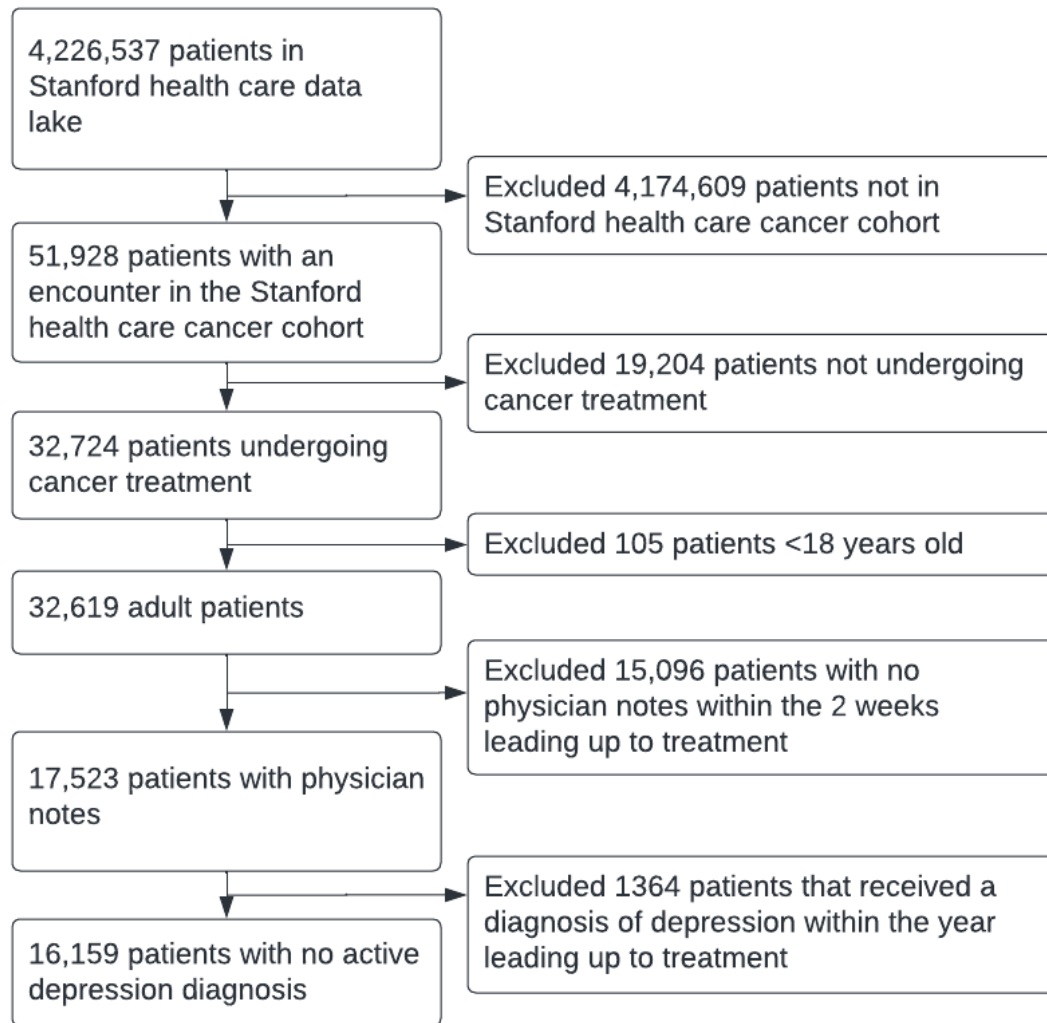 4,226,537 patients in
Stanford health care data
lake
Excluded 4,174,609 patients not in
Stanford health care cancer cohort
51,928 patients with an
encounter in the Stanford
health care cancer cohort
Excluded 19,204 patients not undergoing
cancer treatment
32,724 patients undergoing
cancer treatment
Excluded 105 patients <18 years old
32,619 adult patients
Excluded 15,096 patients with no
physician notes within the 2 weeks
leading up to treatment
17,523 patients with physician
notes
Excluded 1364 patients that received a
diagnosis of depression within the year
leading up to treatment
16,159 patients with no active
depression diagnosis